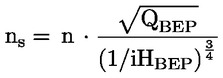 n_s = n · √Q_BEP / (1/iH_BEP)^(3/4)